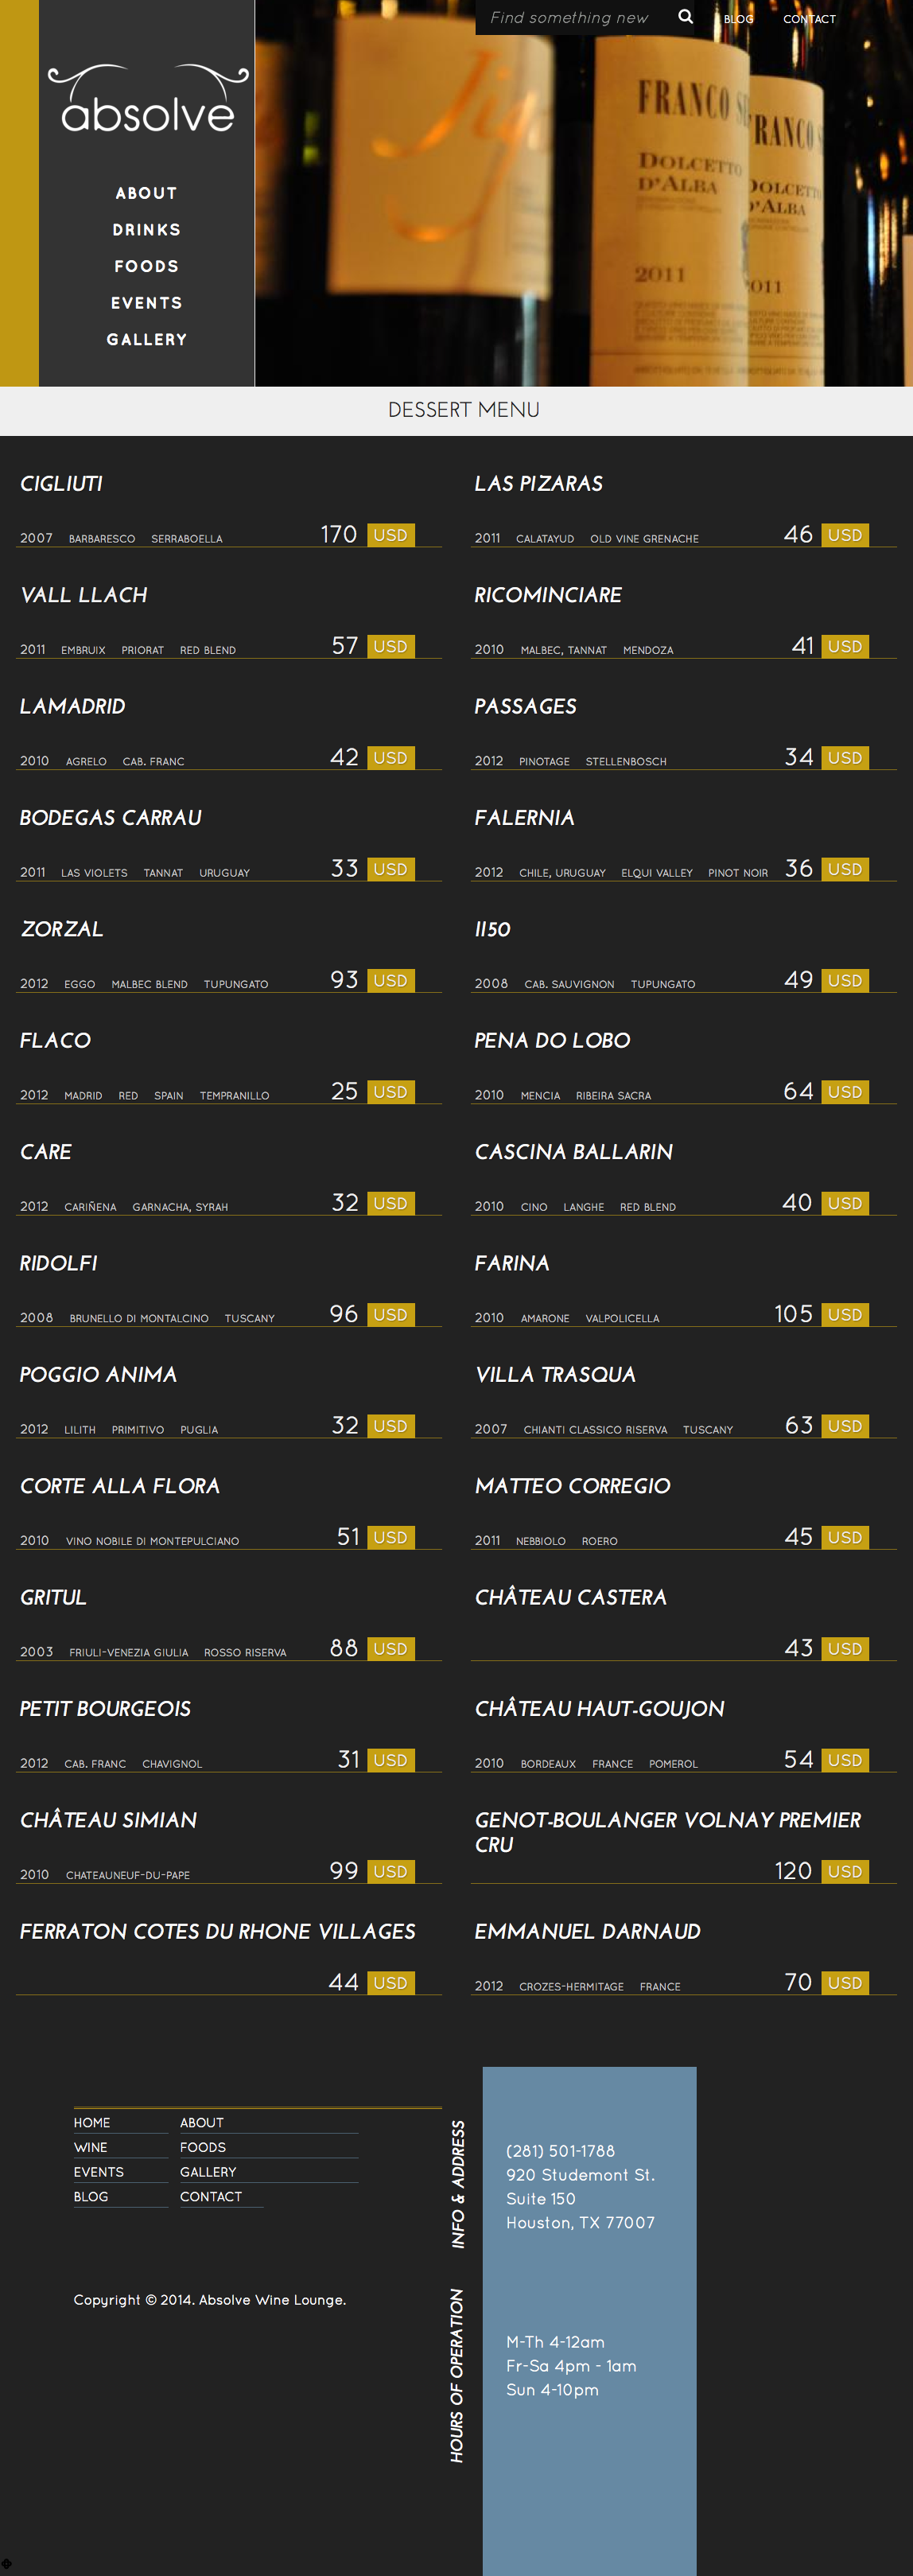 Find something new
BLOG
CONTACT
absolve
ABOUT
DRINKS
FOODS
EVENTS
GALLERY
Jig
FRANCO SE
DOLCETTO
D'ALBA
2011
FRANCO S
DOLCETT
D'ALBA
2011
DESSERT MENU
CIGLIUTI
2007 BARBARESCO SERRABOELLA 170 USD
LAS PIZARAS
2011 CALATAYUD OLD VINE GRENACHE 46 USD
VALL LLACH
2011 EMBRUIX PRIORAT RED BLEND 57 USD
RICOMINCIARE
2010 MALBEC, TANNAT MENDOZA 41 USD
LAMADRID
2010 AGRELO CAB. FRANC 42 USD
PASSAGES
2012 PINOTAGE STELLENBOSCH 34 USD
BODEGAS CARRAU
2011 LAS VIOLETS TANNAT URUGUAY 33 USD
FALERNIA
2012 CHILE, URUGUAY ELQUI VALLEY PINOT NOIR 36 USD
ZORZAL
2012 EGGO MALBEC BLEND TUPUNGATO 93 USD
1150
2008 CAB. SAUVIGNON TUPUNGATO 49 USD
FLACO
2012 MADRID RED SPAIN TEMPRANILLO 25 USD
PENA DO LOBO
2010 MENCIA RIBEIRA SACRA 64 USD
CARE
2012 CARIÑENA GARNACHA, SYRAH 32 USD
CASCINA BALLARIN
2010 CINO LANGHE RED BLEND 40 USD
RIDOLFI
2008 BRUNELLO DI MONTALCINO TUSCANY 96 USD
FARINA
2010 AMARONE VALPOLICELLA 105 USD
POGGIO ANIMA
2012 LILITH PRIMITIVO PUGLIA 32 USD
VILLA TRASQUA
2007 CHIANTI CLASSICO RISERVA TUSCANY 63 USD
CORTE ALLA FLORA
2010 VINO NOBILE DI MONTEPULCIANO 51 USD
MATTEO CORREGIO
2011 NEBBIOLO ROERO 45 USD
GRITUL
2003 FRIULI-VENEZIA GIULIA ROSSO RISERVA 88 USD
CHÂTEAU CASTERA
43 USD
PETIT BOURGEOIS
2012 CAB. FRANC CHAVIGNOL 31 USD
CHÂTEAU HAUT-GOUJON
2010 BORDEAUX FRANCE POMEROL 54 USD
CHÂTEAU SIMIAN
2010 CHATEAUNEUF-DU-PAPE 99 USD
GENOT-BOULANGER VOLNAY PREMIER
CRU
120 USD
FERRATON COTES DU RHONE VILLAGES
44 USD
EMMANUEL DARNAUD
2012 CROZES-HERMITAGE FRANCE 70 USD
HOME ABOUT
WINE FOODS
EVENTS GALLERY
BLOG CONTACT
Copyright © 2014. Absolve Wine Lounge.
INFO & ADDRESS
(281) 501-1788
920 Studemont St.
Suite 150
Houston, TX 77007
HOURS OF OPERATION
M-Th 4-12am
Fr-Sa 4pm - 1am
Sun 4-10pm